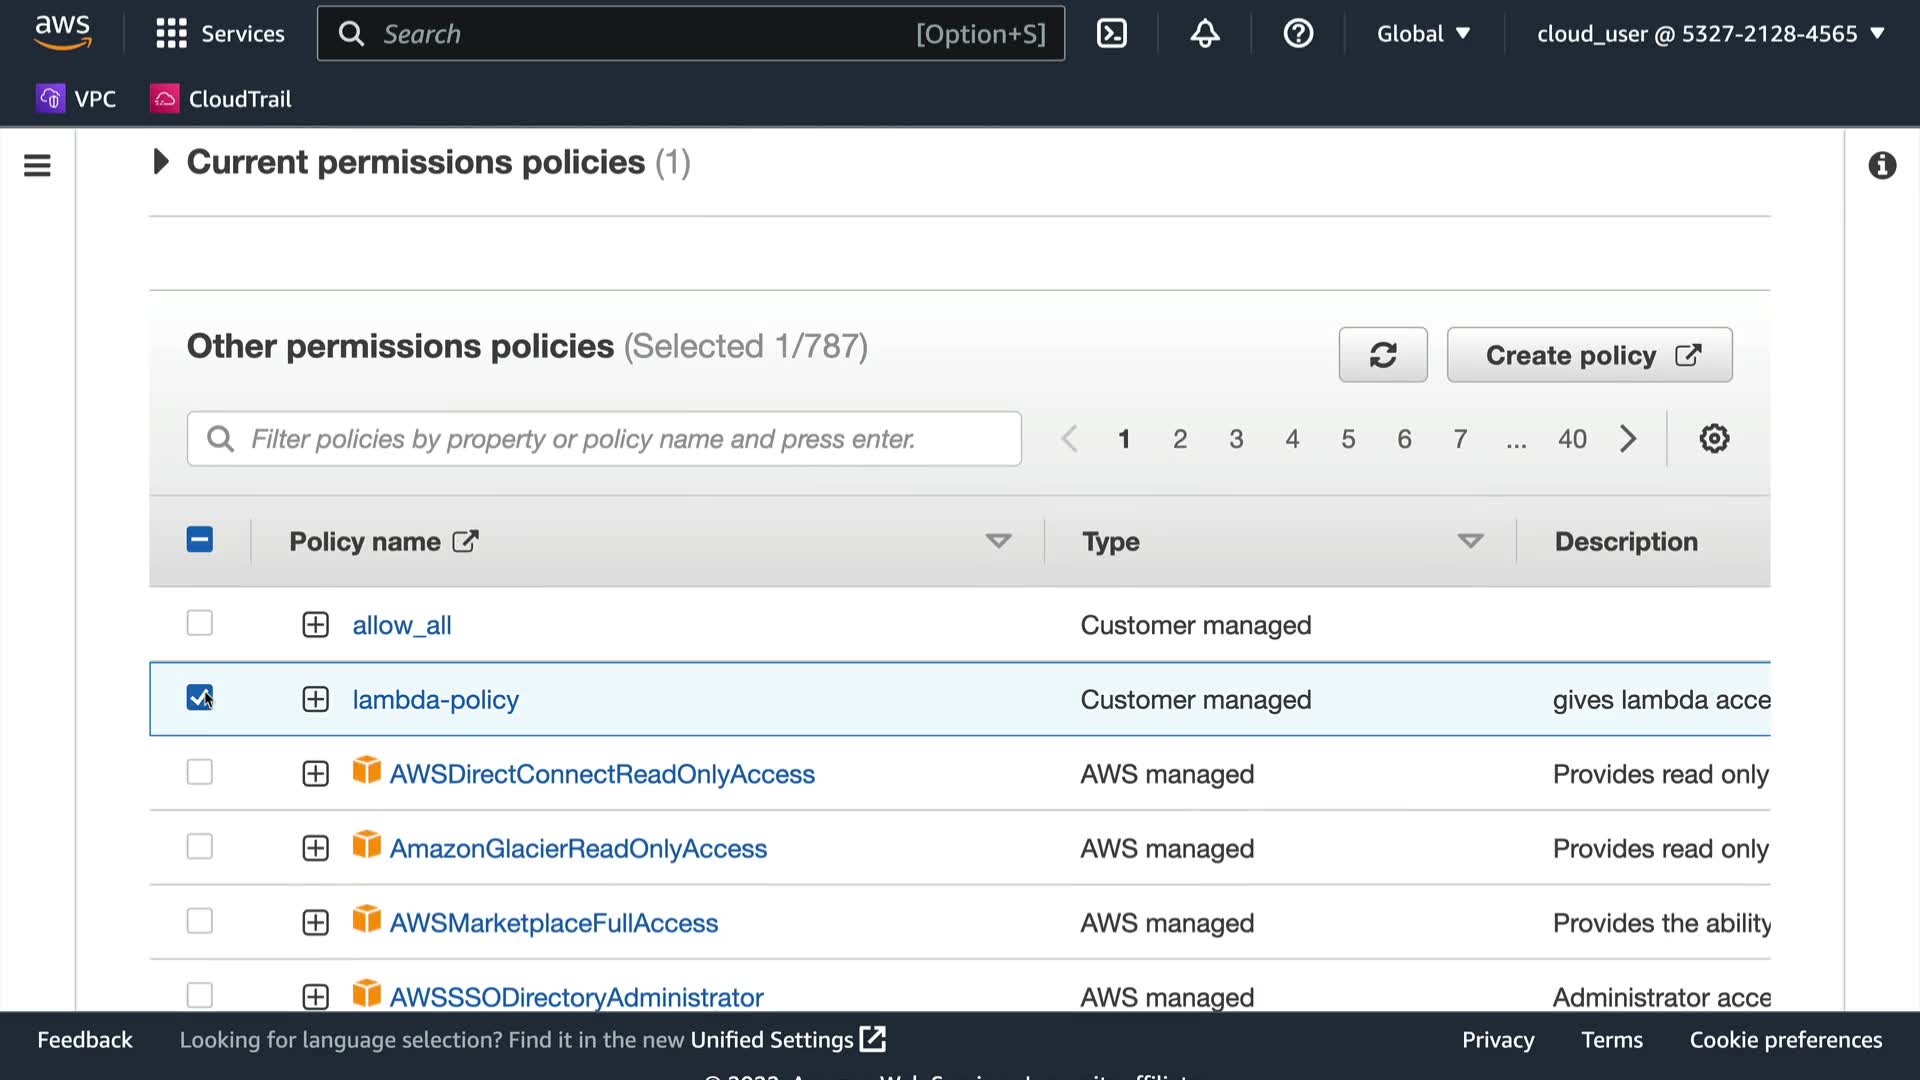 aws Services Search [Option+S] Global cloud_user @ 5327-2128-4565
VPC CloudTrail
Current permissions policies (1)
Other permissions policies (Selected 1/787) Create policy
Filter policies by property or policy name and press enter. 1 2 3 4 5 6 7 ... 40
Policy name Type Description
allow_all Customer managed
lambda-policy Customer managed gives lambda acce
AWSDirectConnectReadOnlyAccess AWS managed Provides read only
AmazonGlacierReadOnlyAccess AWS managed Provides read only
AWSMarketplaceFullAccess AWS managed Provides the ability
AWSSSODirectoryAdministrator AWS managed Administrator acce
Feedback Looking for language selection? Find it in the new Unified Settings Privacy Terms Cookie preferences